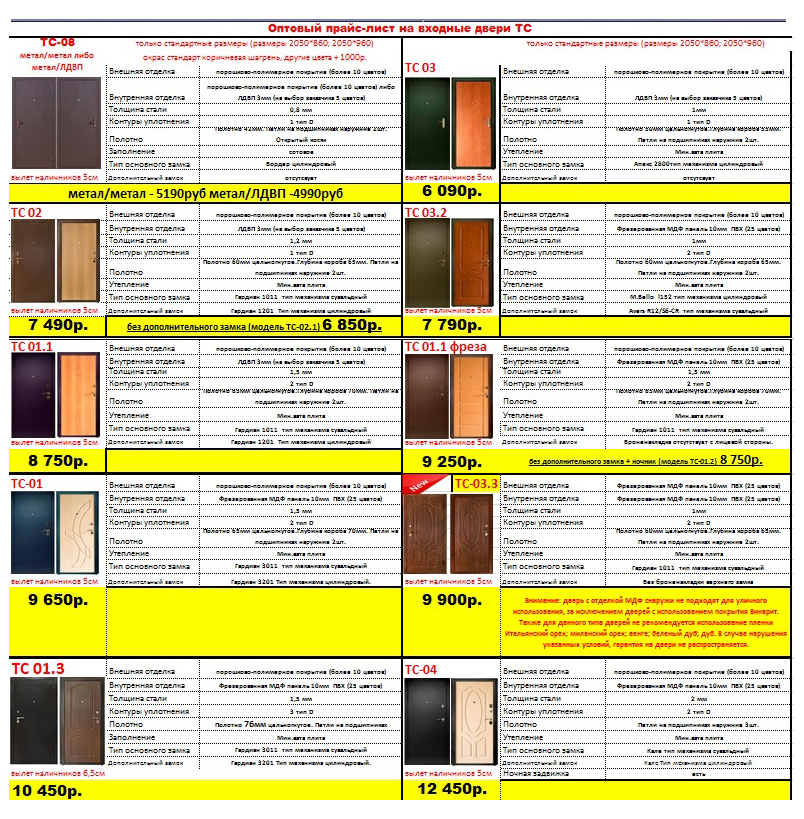 Оптовый прайс-лист на входные двери ТС
ТС-08
метал/метал либо
метал/ЛДВП
только стандартные размеры (размеры 2050*860; 2050*960)
окрас стандарт коричневая шагрень, другие цвета + 1000р.
Внешняя отделка порошково-полимерное покрытие (более 10 цветов)
порошково-полимерное покрытие (более 10 цветов) либо
Внутренняя отделка ЛДВП 3мм (на выбор заказчика 5 цветов)
Толщина стали 0,8 мм
Контуры уплотнения 1 тип D
Полотно 42мм. Петли на подшипниках наружние 2шт.
Полотно Открытый косяк
Заполнение сотовое
Тип основного замка Бордер цилиндровый
вылет наличников 5см Дополнительный замок отсутсвует
метал/метал - 5190руб метал/ЛДВП -4990руб
только стандартные размеры (размеры 2050*860; 2050*960)
ТС 03
Внешняя отделка порошково-полимерное покрытие (более 10 цветов)
Внутренняя отделка ЛДВП 3мм (на выбор заказчика 5 цветов)
Толщина стали 1мм
Контуры уплотнения 1 тип D
Полотно 50мм цельногнутое.Глубина короба 55мм.
Полотно Петли на подшипниках наружние 2шт.
Утепление Мин.вата плита
Тип основного замка Апекс 2800тип механизма цилиндровый
вылет наличников 5см Дополнительный замок отсутсвует
6 090р.
ТС 02
Внешняя отделка порошково-полимерное покрытие (более 10 цветов)
Внутренняя отделка ЛДВП 3мм (на выбор заказчика 5 цветов)
Толщина стали 1,2 мм
Контуры уплотнения 1 тип D
Полотно 60мм цельногнутое.Глубина короба 65мм. Петли на
Полотно подшипниках наружние 2шт.
Утепление Мин.вата плита
Тип основного замка Гардиан 1011 тип механизма сувальдный
вылет наличников 5см Дополнительный замок Гардиан 1201 Тип механизма цилиндровый
7 490р. без дополнительного замка (модель ТС-02.1) 6 850р.
ТС 03.2
Внешняя отделка порошково-полимерное покрытие (более 10 цветов)
Внутренняя отделка Фрезерованная МДФ панель 10мм ПВХ (25 цветов)
Толщина стали 1мм
Контуры уплотнения 2 тип D
Полотно 60мм цельногнутое.Глубина короба 65мм.
Полотно Петли на подшипниках наружние 2шт.
Утепление Мин.вата плита
Тип основного замка M.Bello l152 тип механизма цилиндровый
вылет наличников 5см Дополнительный замок Avers R12/S6-CR тип механизма сувальдный
7 790р.
ТС 01.1
Внешняя отделка порошково-полимерное покрытие (более 10 цветов)
Внутренняя отделка ЛДВП 3мм (на выбор заказчика 5 цветов)
Толщина стали 1,5 мм
Контуры уплотнения 2 тип D
Полотно 65мм цельногнутое.Глубина короба 70мм. Петли на
Полотно подшипниках наружние 2шт.
Утепление Мин.вата плита
Тип основного замка Гардиан 1011 тип механизма сувальдный
вылет наличников 5см Дополнительный замок Гардиан 1201 Тип механизма цилиндровый
8 750р.
ТС 01.1 фреза
Внешняя отделка порошково-полимерное покрытие (более 10 цветов)
Внутренняя отделка Фрезерованная МДФ панель 10мм ПВХ (25 цветов)
Толщина стали 1,5 мм
Контуры уплотнения 2 тип D
Полотно 65мм цельногнутое.Глубина короба 70мм.
Полотно Петли на подшипниках наружние 2шт.
Утепление Мин.вата плита
Тип основного замка Гардиан 1011 тип механизма сувальдный
вылет наличников 5см Дополнительный замок Броненакладка отсутствует с лицевой стороны.
9 250р. без дополнительного замка + ночник (модель ТС-01.2) 8 750р.
ТС-01
Внешняя отделка порошково-полимерное покрытие (более 10 цветов)
Внутренняя отделка Фрезерованная МДФ панель 10мм ПВХ (25 цветов)
Толщина стали 1,5 мм
Контуры уплотнения 2 тип D
Полотно 65мм цельногнутое.Глубина короба 70мм. Петли на
Полотно подшипниках наружние 2шт.
Утепление Мин.вата плита
Тип основного замка Гардиан 3011 тип механизма сувальдный
вылет наличников 5см Дополнительный замок Гардиан 3201 Тип механизма цилиндровый.
9 650р.
New
ТС-03.3
Внешняя отделка Фрезерованная МДФ панель 10мм ПВХ (25 цветов)
Внутренняя отделка Фрезерованная МДФ панель 10мм ПВХ (25 цветов)
Толщина стали 1мм
Контуры уплотнения 2 тип D
Полотно 60мм цельногнутое.Глубина короба 65мм.
Полотно Петли на подшипниках наружние 2шт.
Утепление Мин.вата плита
Тип основного замка Гардиан 1011 тип механизма сувальдный
вылет наличников 5см Дополнительный замок Без броненакладки верхнего замка
9 900р.
Внимание: дверь с отделкой МДФ снаружи не подходят для уличного
использования, за исключением дверей с использованием покрытия Винорит.
Также для данного типа дверей не рекомендуется использование пленки
Итальянский орех; миланский орех; венге; беленый дуб; дуб. В случае нарушения
указанных условий, гарантия на двери не распространяется.
ТС 01.3
Внешняя отделка порошково-полимерное покрытие (более 10 цветов)
Внутренняя отделка Фрезерованная МДФ панель 10мм ПВХ (25 цветов)
Толщина стали 1,5 мм
Контуры уплотнения 3 тип D
Полотно Полотно 76мм цельногнутое. Петли на подшипниках
Заполнение Мин.вата плита
Тип основного замка Гардиан 3011 тип механизма сувальдный
Дополнительный замок Гардиан 3201 Тип механизма цилиндровый.
вылет наличников 6,5см
10 450р.
ТС-04
Внешняя отделка порошково-полимерное покрытие (более 10 цветов)
Внутренняя отделка Фрезерованная МДФ панель 10мм ПВХ (25 цветов)
Толщина стали 2 мм
Контуры уплотнения 2 тип D
Полотно Петли на подшипниках наружние 3шт.
Утепление Мин.вата плита
Тип основного замка Кале тип механизма сувальдный
Дополнительный замок Калс Тип механизма цилиндровый
вылет наличников 5см Ночная задвижка есть
12 450р.